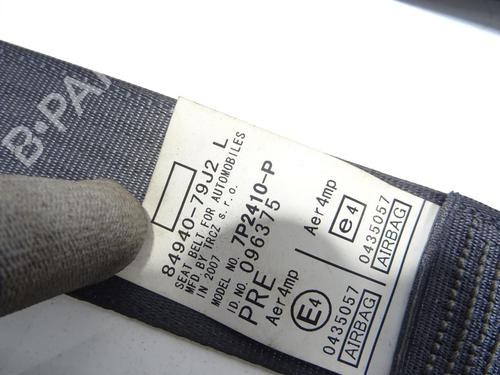 84940-79J2 L
SEAT BELT FOR AUTOMOBILES
MFD. BY TRCZ s.r.o.
IN 2007
MODEL NO. 7P2410-P
ID.NO. 096375
PRE
Aer4mp
E4
0435057
AIRBAG
Aer4mp
e4
0435057
AIRBAG
B-PA